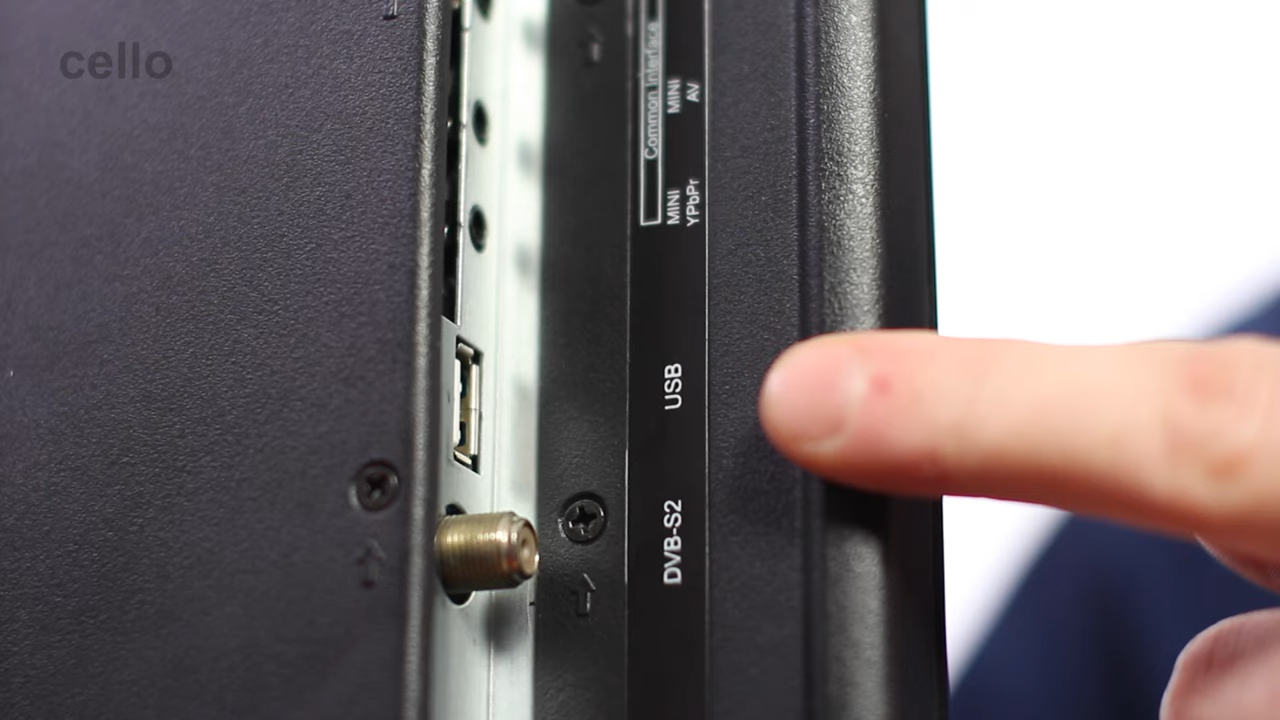 cello
Common Interface
MINI
AV
MINI
YPbPr
USB
DVB-S2